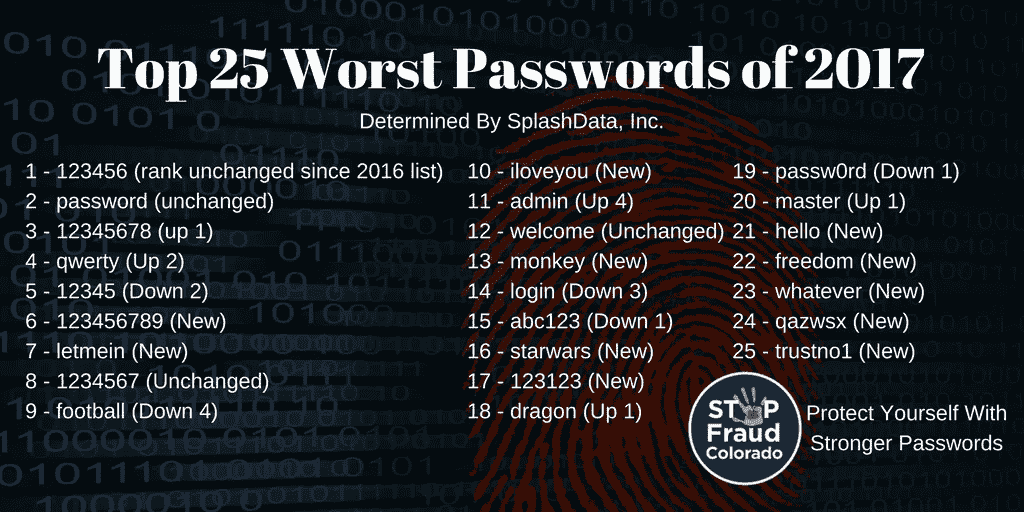 Top 25 Worst Passwords of 2017
Determined By SplashData, Inc.
1 - 123456 (rank unchanged since 2016 list)
2 - password (unchanged)
3 - 12345678 (up 1)
4 - qwerty (Up 2)
5 - 12345 (Down 2)
6 - 123456789 (New)
7 - letmein (New)
8 - 1234567 (Unchanged)
9 - football (Down 4)
10 - iloveyou (New)
11 - admin (Up 4)
12 - welcome (Unchanged)
13 - monkey (New)
14 - login (Down 3)
15 - abc123 (Down 1)
16 - starwars (New)
17 - 123123 (New)
18 - dragon (Up 1)
19 - passw0rd (Down 1)
20 - master (Up 1)
21 - hello (New)
22 - freedom (New)
23 - whatever (New)
24 - qazwsx (New)
25 - trustno1 (New)
STOP
Fraud
Colorado
Protect Yourself With
Stronger Passwords